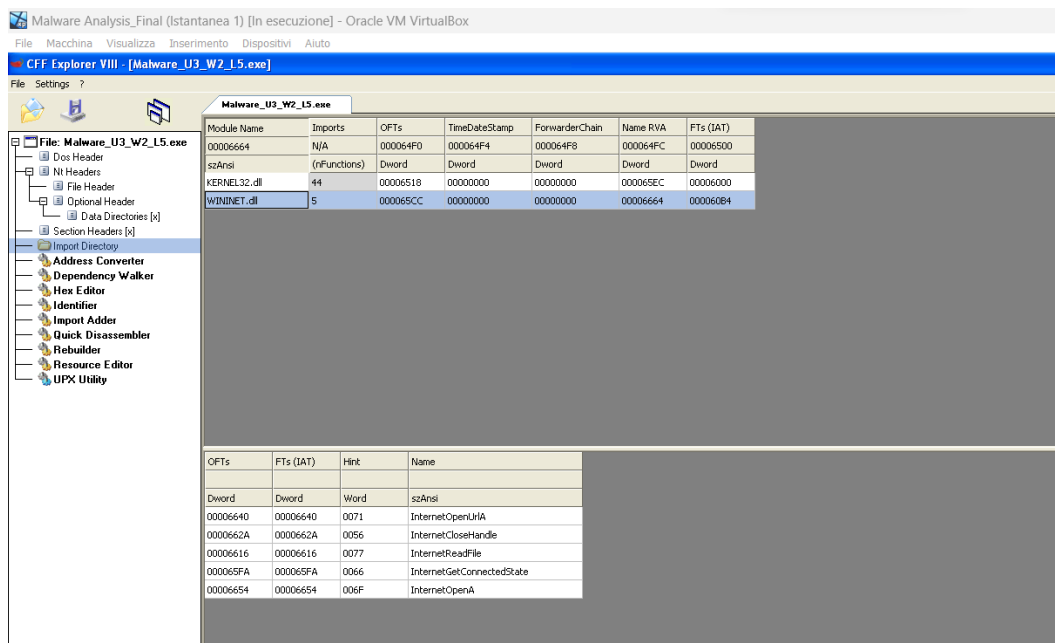 Malware Analysis_Final (Istantanea 1) [In esecuzione] - Oracle VM VirtualBox
File Macchina Visualizza Inserimento Dispositivi Aiuto
CFF Explorer VIII - [Malware_U3_W2_L5.exe]
File Settings ?
Malware_U3_W2_L5.exe
File: Malware_U3_W2_L5.exe
Dos Header
Nt Headers
File Header
Optional Header
Data Directories [x]
Section Headers [x]
Import Directory
Address Converter
Dependency Walker
Hex Editor
Identifier
Import Adder
Quick Disassembler
Rebuilder
Resource Editor
UPX Utility
Module Name Imports OFTs TimeDateStamp ForwarderChain Name RVA FTs (IAT)
00006664 N/A 000064F0 000064F4 000064F8 000064FC 00006500
szAnsi (nFunctions) Dword Dword Dword Dword Dword
KERNEL32.dll 44 00006518 00000000 00000000 000065EC 00006000
WININET.dll 5 000065CC 00000000 00000000 00006664 000060B4
OFTs FTs (IAT) Hint Name
Dword Dword Word szAnsi
00006640 00006640 0071 InternetOpenUrlA
0000662A 0000662A 0056 InternetCloseHandle
00006616 00006616 0077 InternetReadFile
000065FA 000065FA 0066 InternetGetConnectedState
00006654 00006654 006F InternetOpenA